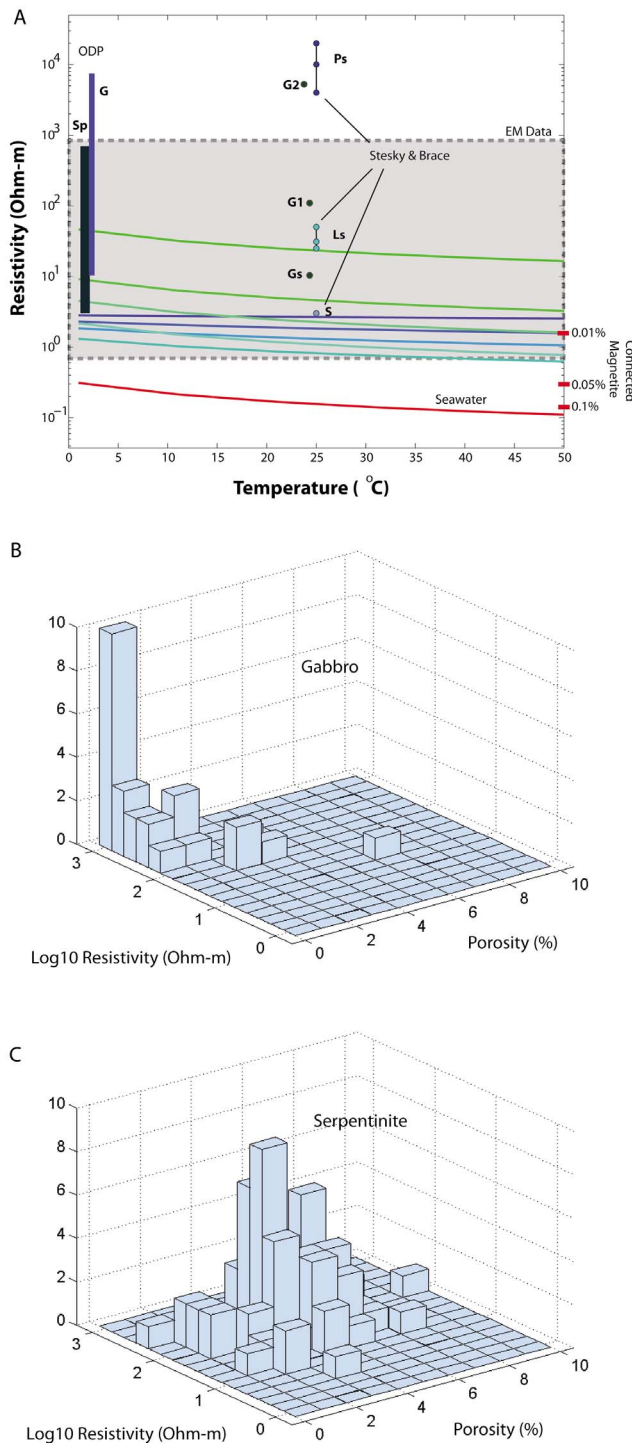 A
ODP
G
Sp
Ps
G2
EM Data
Stesky & Brace
G1
Ls
Gs
S
Seawater
10⁴
10³
10²
10¹
10⁰
10⁻¹
Resistivity (Ohm-m)
0.01%
0.05%
0.1%
Connected
Magnetite
0 5 10 15 20 25 30 35 40 45 50
Temperature ( °C)
B
Gabbro
10
8
6
4
2
0
3
2
1
0
0
2
4
6
8
10
Log10 Resistivity (Ohm-m)
Porosity (%)
C
Serpentinite
10
8
6
4
2
0
3
2
1
0
0
2
4
6
8
10
Log10 Resistivity (Ohm-m)
Porosity (%)